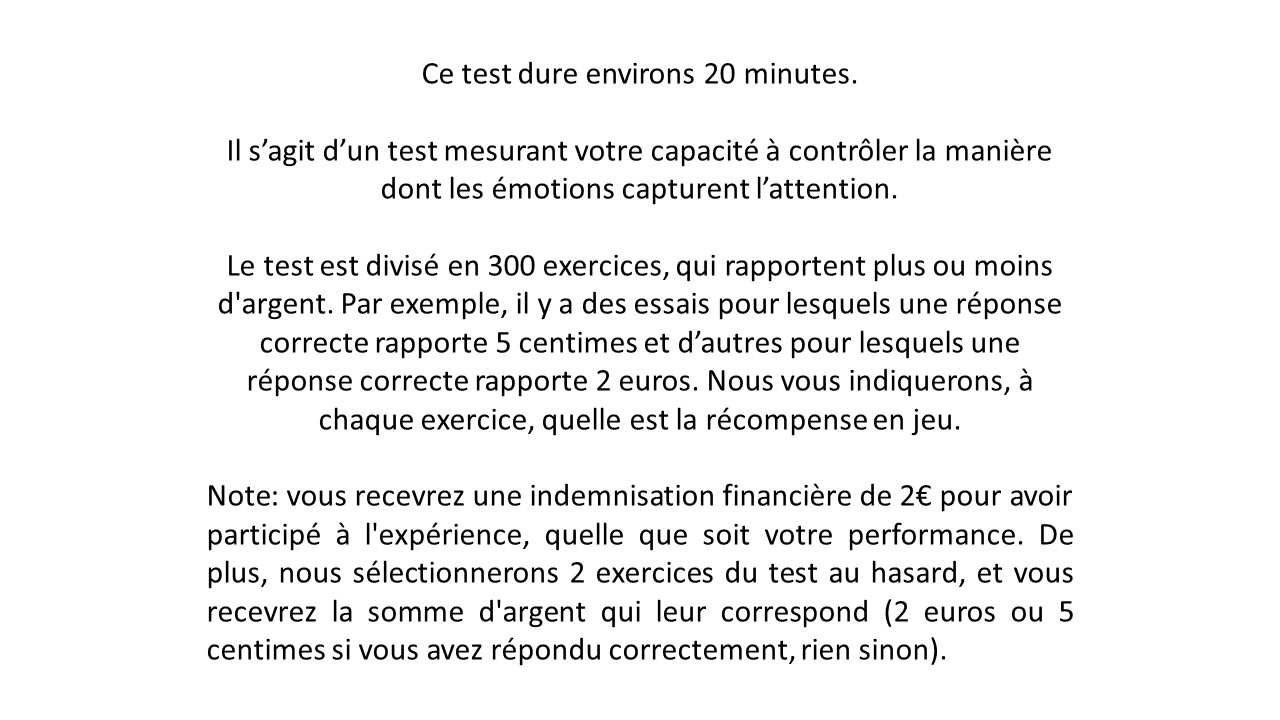 Ce test dure environs 20 minutes.
Il s’agit d’un test mesurant votre capacité à contrôler la manière
dont les émotions capturent l’attention.
Le test est divisé en 300 exercices, qui rapportent plus ou moins
d'argent. Par exemple, il y a des essais pour lesquels une réponse
correcte rapporte 5 centimes et d’autres pour lesquels une
réponse correcte rapporte 2 euros. Nous vous indiquerons, à
chaque exercice, quelle est la récompense en jeu.
Note: vous recevrez une indemnisation financière de 2€ pour avoir
participé à l'expérience, quelle que soit votre performance. De
plus, nous sélectionnerons 2 exercices du test au hasard, et vous
recevrez la somme d'argent qui leur correspond (2 euros ou 5
centimes si vous avez répondu correctement, rien sinon).